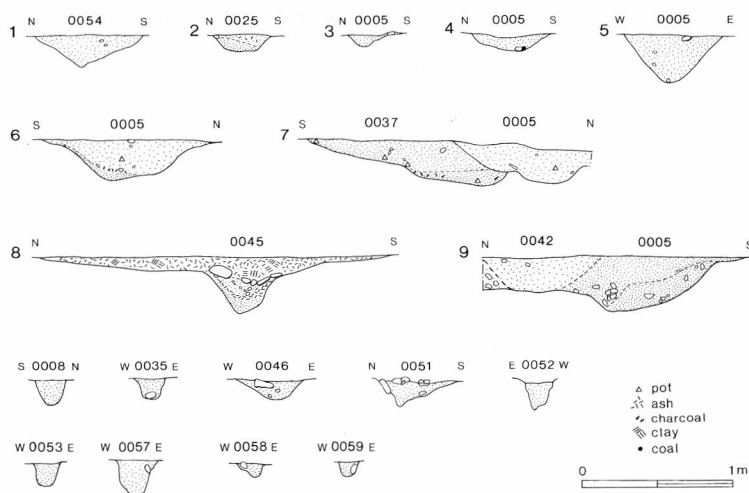 1 N 0054 S 2 N 0025 S 3 N 0005 S 4 N 0005 S 5 W 0005 E
6 S 0005 N 7 S 0037 0005 N
8 N 0045 S 9 N 0042 0005 S
S 0008 N W 0035 E W 0046 E N 0051 S E 0052 W
W 0053 E W 0057 E W 0058 E W 0059 E
pot
ash
charcoal
clay
coal
0 1m